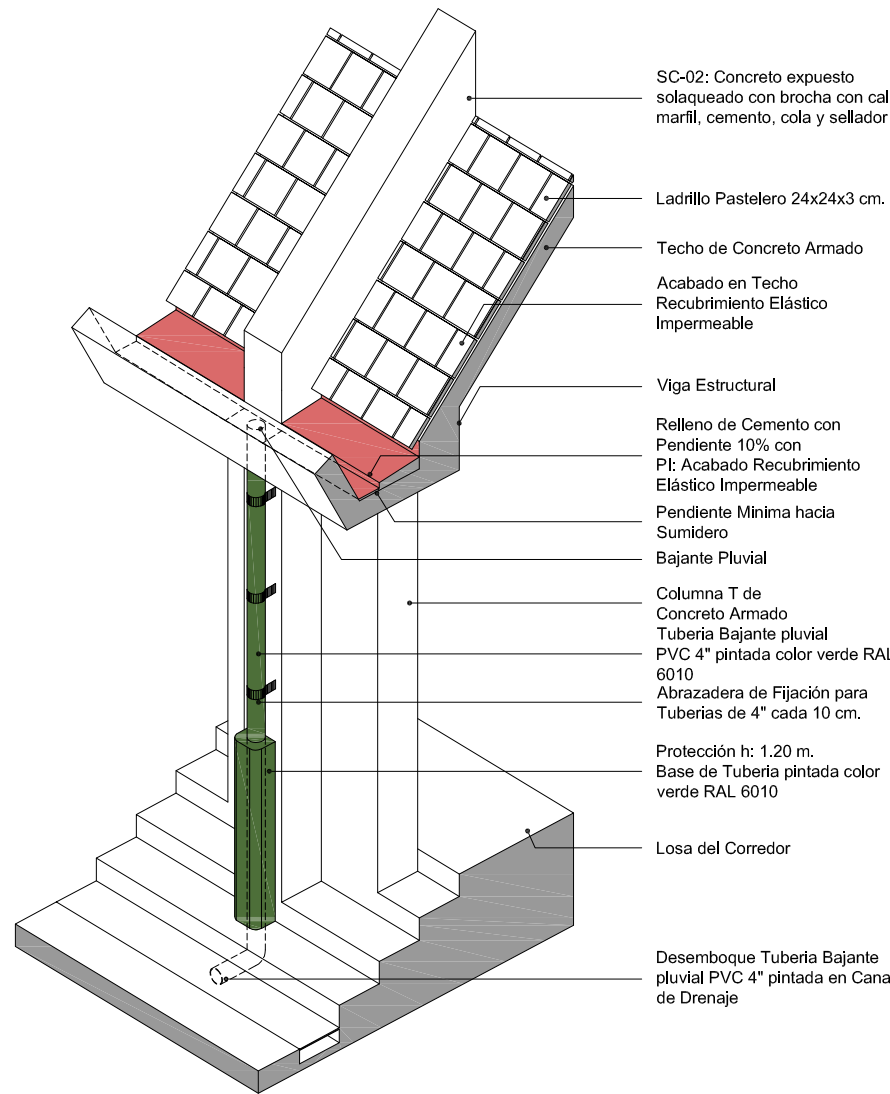 SC-02: Concreto expuesto
solaqueado con brocha con cal
marfil, cemento, cola y sellador
Ladrillo Pastelero 24x24x3 cm.
Techo de Concreto Armado
Acabado en Techo
Recubrimiento Elástico
Impermeable
Viga Estructural
Relleno de Cemento con
Pendiente 10% con
PI: Acabado Recubrimiento
Elástico Impermeable
Pendiente Minima hacia
Sumidero
Bajante Pluvial
Columna T de
Concreto Armado
Tuberia Bajante pluvial
PVC 4" pintada color verde RAL
6010
Abrazadera de Fijación para
Tuberias de 4" cada 10 cm.
Protección h: 1.20 m.
Base de Tuberia pintada color
verde RAL 6010
Losa del Corredor
Desemboque Tuberia Bajante
pluvial PVC 4" pintada en Cana
de Drenaje